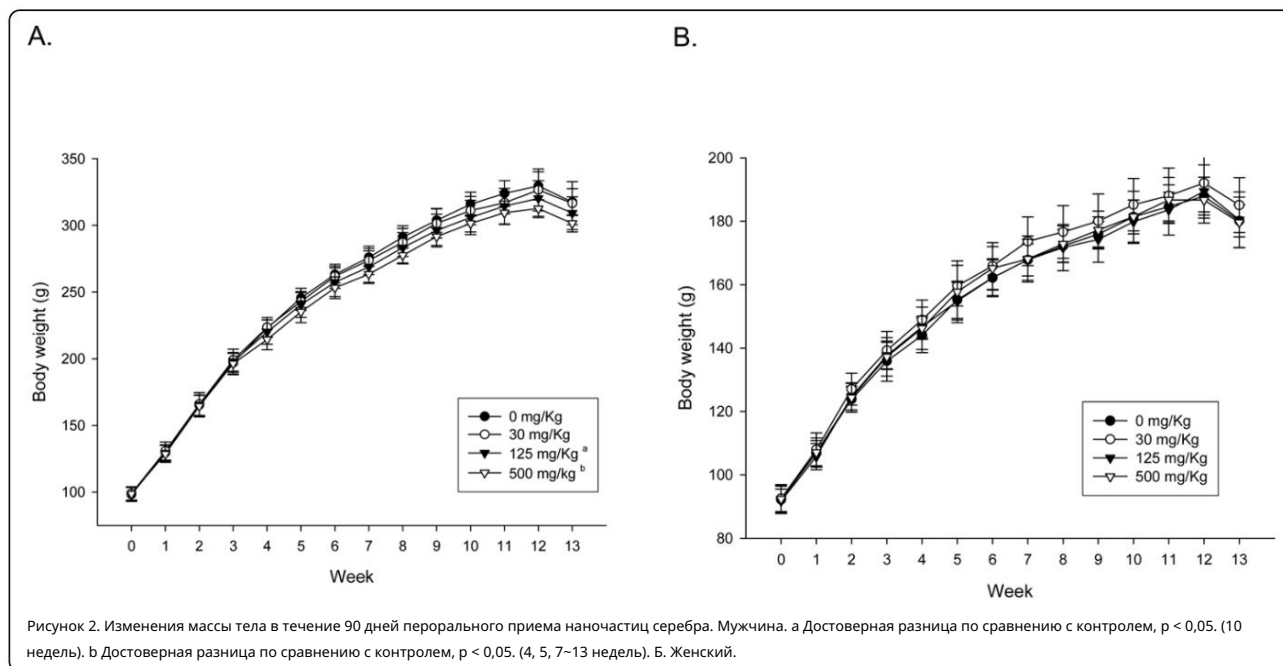 A.
B.
350
300
250
200
150
100
Body weight (g)
0 mg/Kg
30 mg/Kg
125 mg/Kg a
500 mg/kg b
0 1 2 3 4 5 6 7 8 9 10 11 12 13
Week
200
180
160
140
120
100
80
Body weight (g)
0 mg/Kg
30 mg/Kg
125 mg/Kg
500 mg/Kg
0 1 2 3 4 5 6 7 8 9 10 11 12 13
Week
Рисунок 2. Изменения массы тела в течение 90 дней перорального приема наночастиц серебра. Мужчина. a Достоверная разница по сравнению с контролем, p < 0,05. (10
недель). b Достоверная разница по сравнению с контролем, p < 0,05. (4, 5, 7~13 недель). Б. Женский.